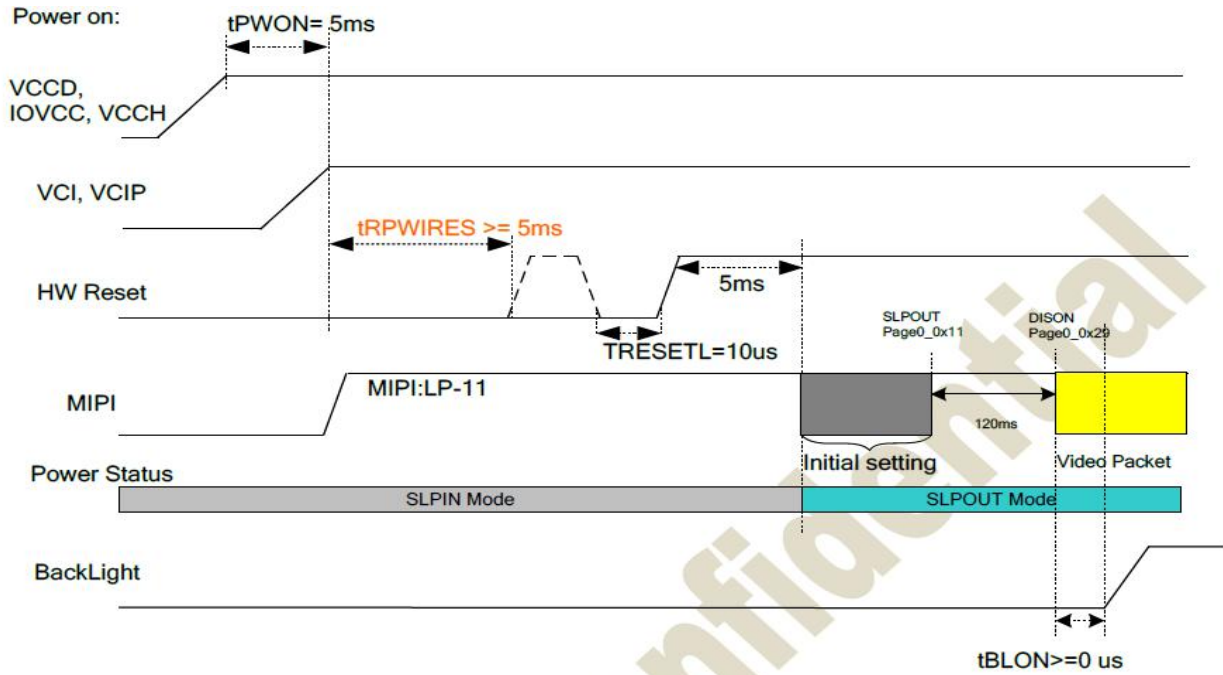 Power on:
tPWON= 5ms
VCCD,
IOVCC, VCCH
VCI, VCIP
tRPWIRES >= 5ms
HW Reset
5ms
TRESETL=10us
SLPOUT
Page0_0x11
DISON
Page0_0x29
MIPI
MIPI:LP-11
120ms
Initial setting
Video Packet
Power Status
SLPIN Mode
SLPOUT Mode
BackLight
tBLON>=0 us
nfidential